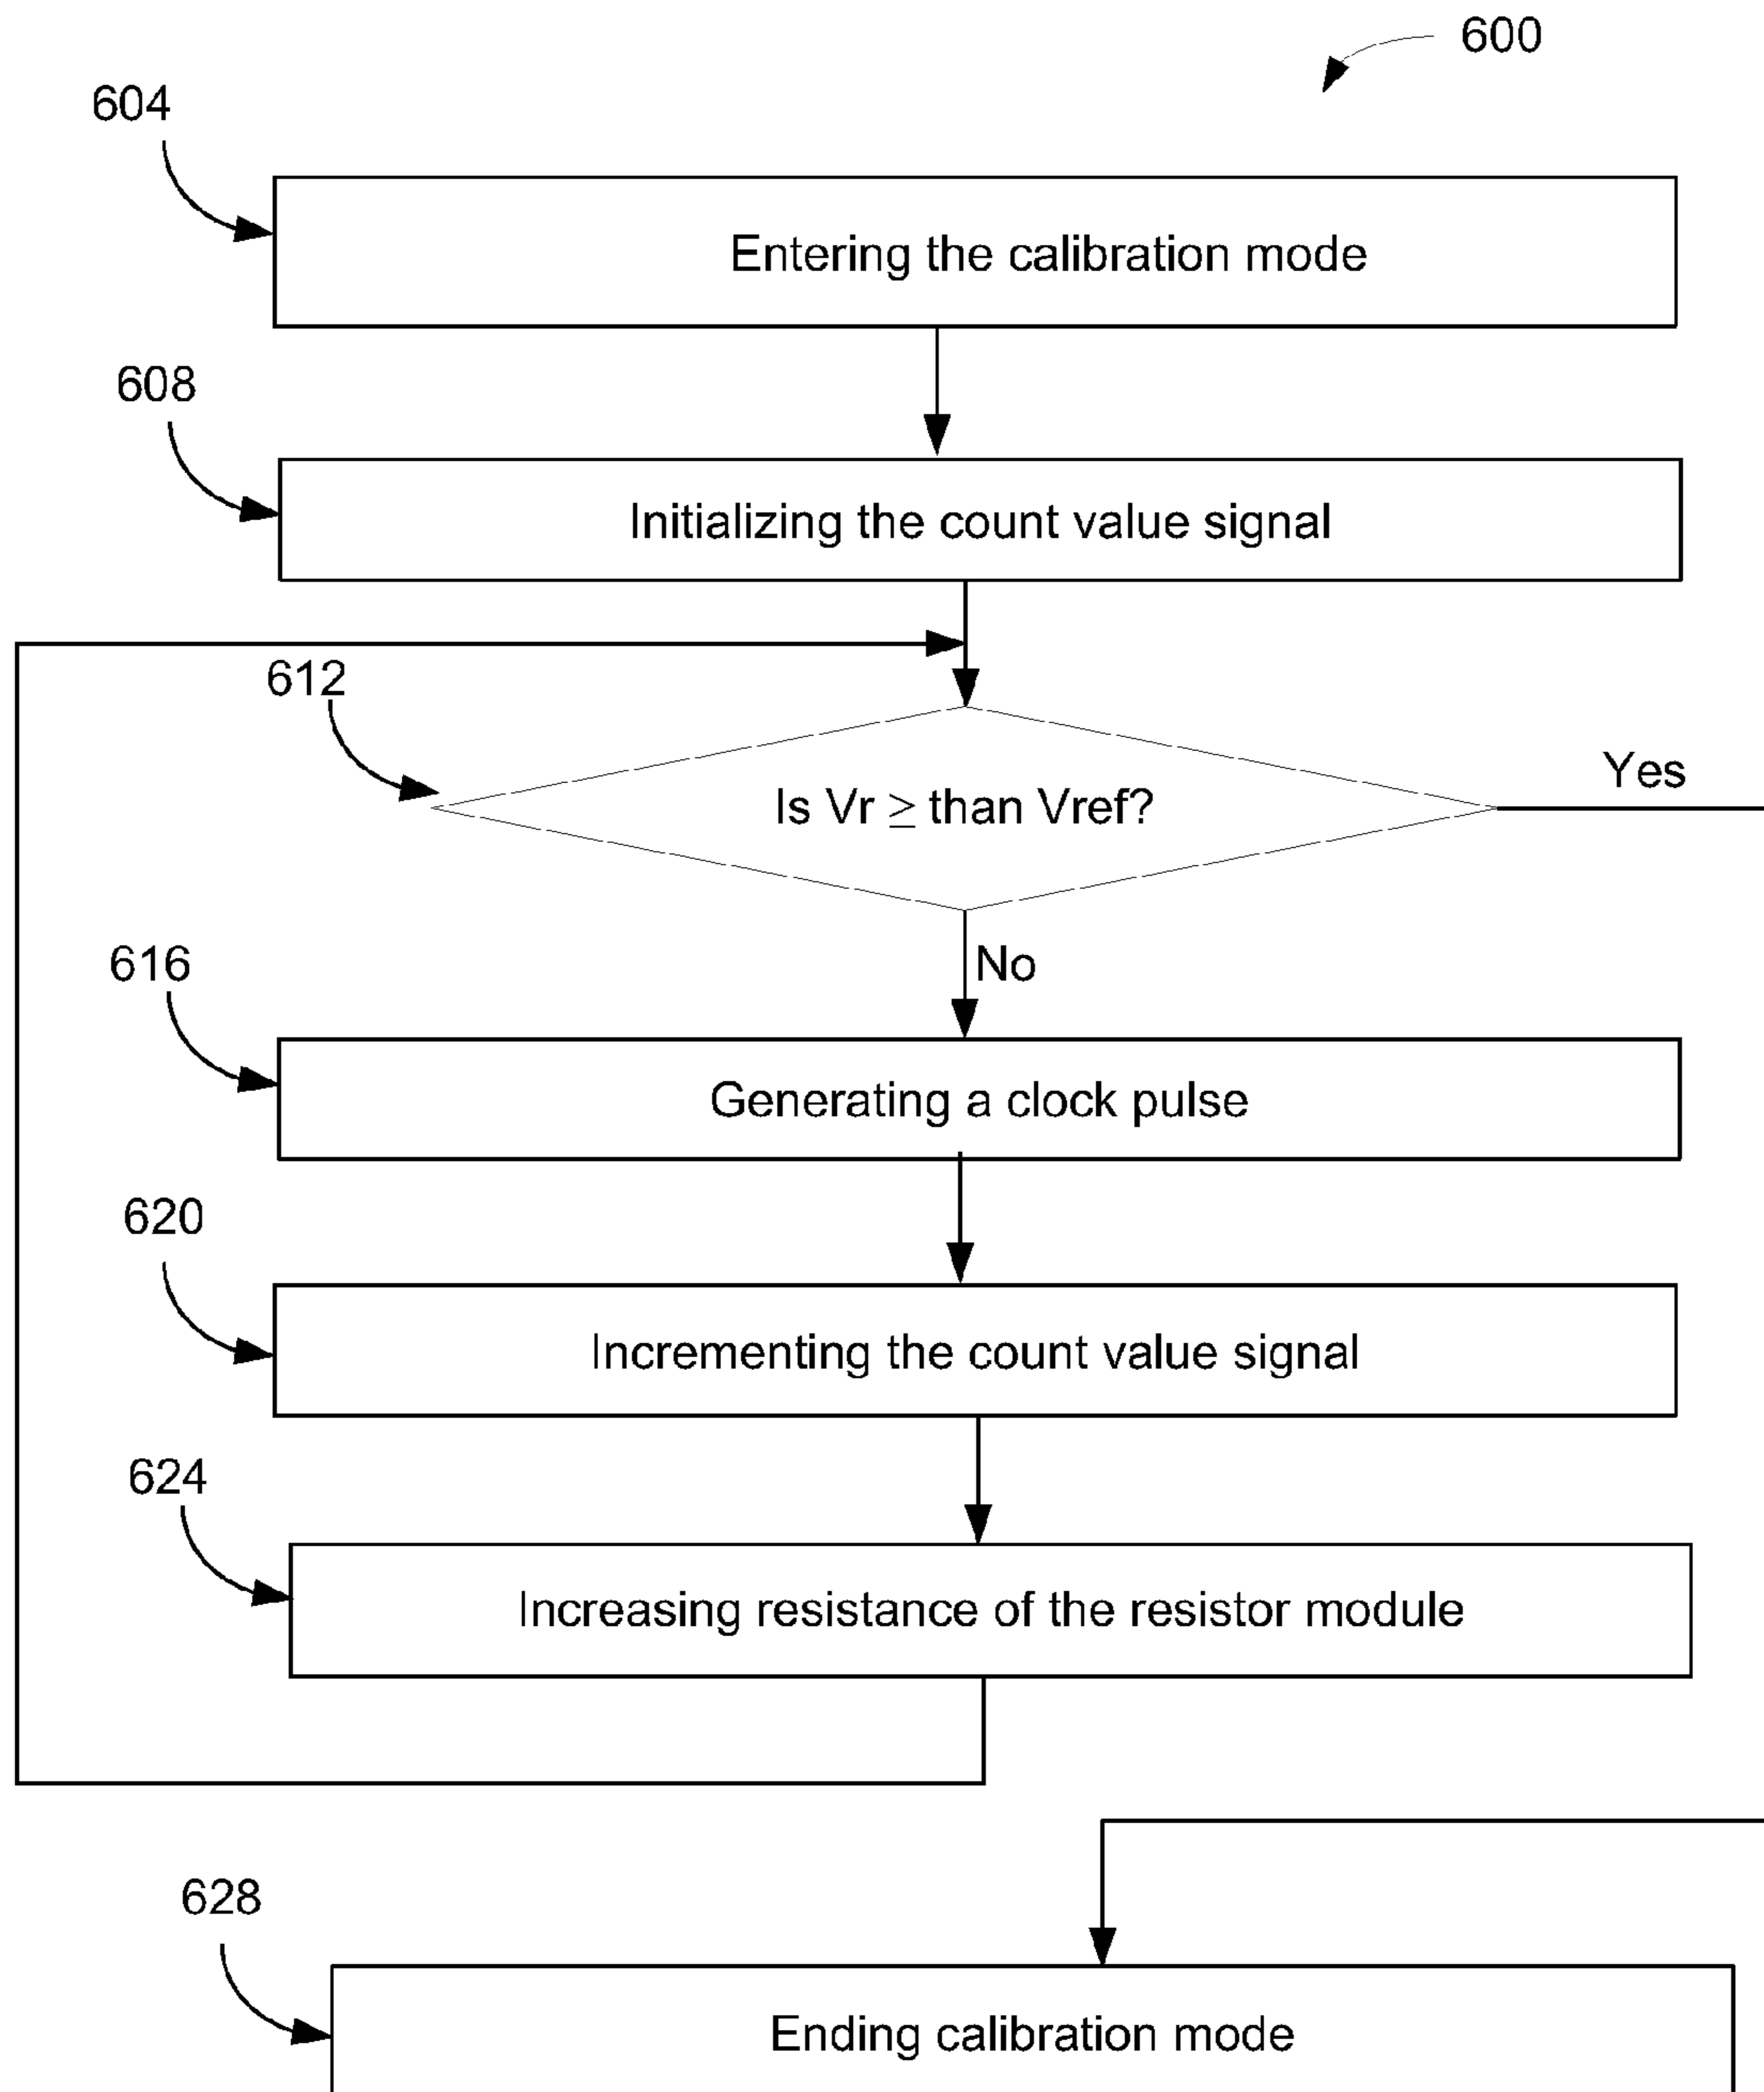 600
604
Entering the calibration mode
608
Initializing the count value signal
612
Is Vr ≥ than Vref?
Yes
No
616
Generating a clock pulse
620
Incrementing the count value signal
624
Increasing resistance of the resistor module
628
Ending calibration mode